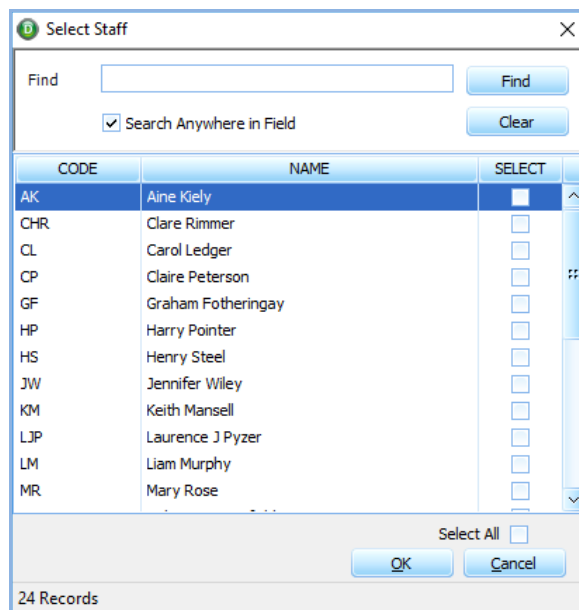 Select Staff
Find
Find
Search Anywhere in Field
Clear
CODE NAME SELECT
AK Aine Kiely
CHR Clare Rimmer
CL Carol Ledger
CP Claire Peterson
GF Graham Fotheringay
HP Harry Pointer
HS Henry Steel
JW Jennifer Wiley
KM Keith Mansell
LJP Laurence J Pyzer
LM Liam Murphy
MR Mary Rose
Select All
OK Cancel
24 Records